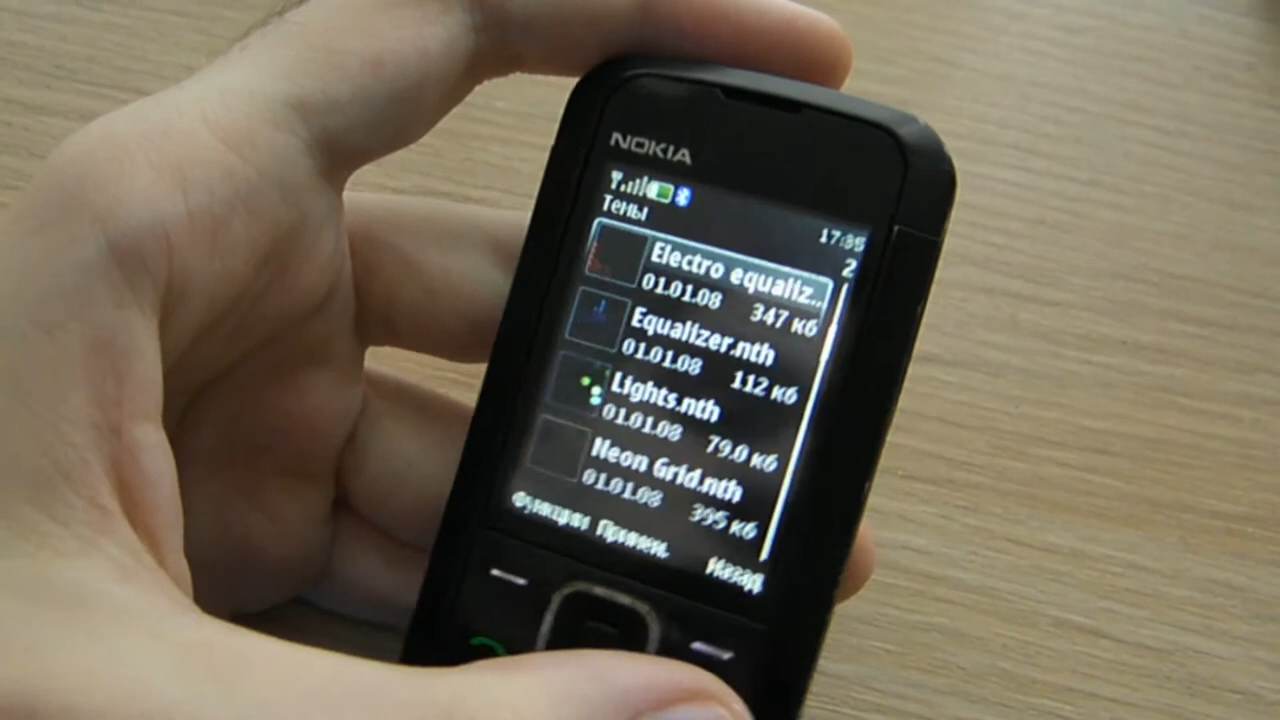 NOKIA
Темы
17:35
2
Electro equaliz...
01.01.08 347 кб
Equalizer.nth
01.01.08 112 кб
Lights.nth
01.01.08 79.0 кб
Neon Grid.nth
01.01.08 395 кб
Функции Примен. Назад